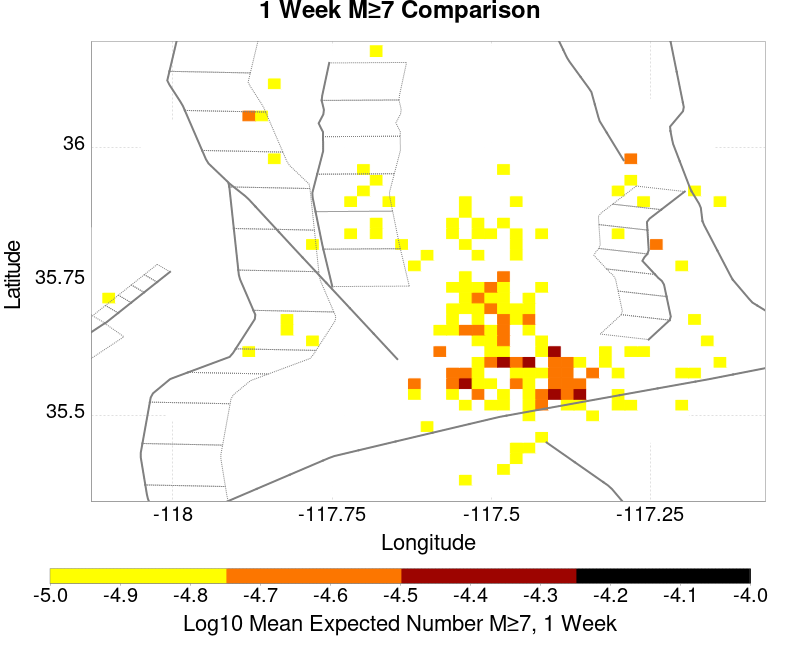 1 Week M≥7 Comparison
36
35.75
35.5
Latitude
-118
-117.75
-117.5
-117.25
Longitude
-5.0 -4.9 -4.8 -4.7 -4.6 -4.5 -4.4 -4.3 -4.2 -4.1 -4.0
Log10 Mean Expected Number M≥7, 1 Week